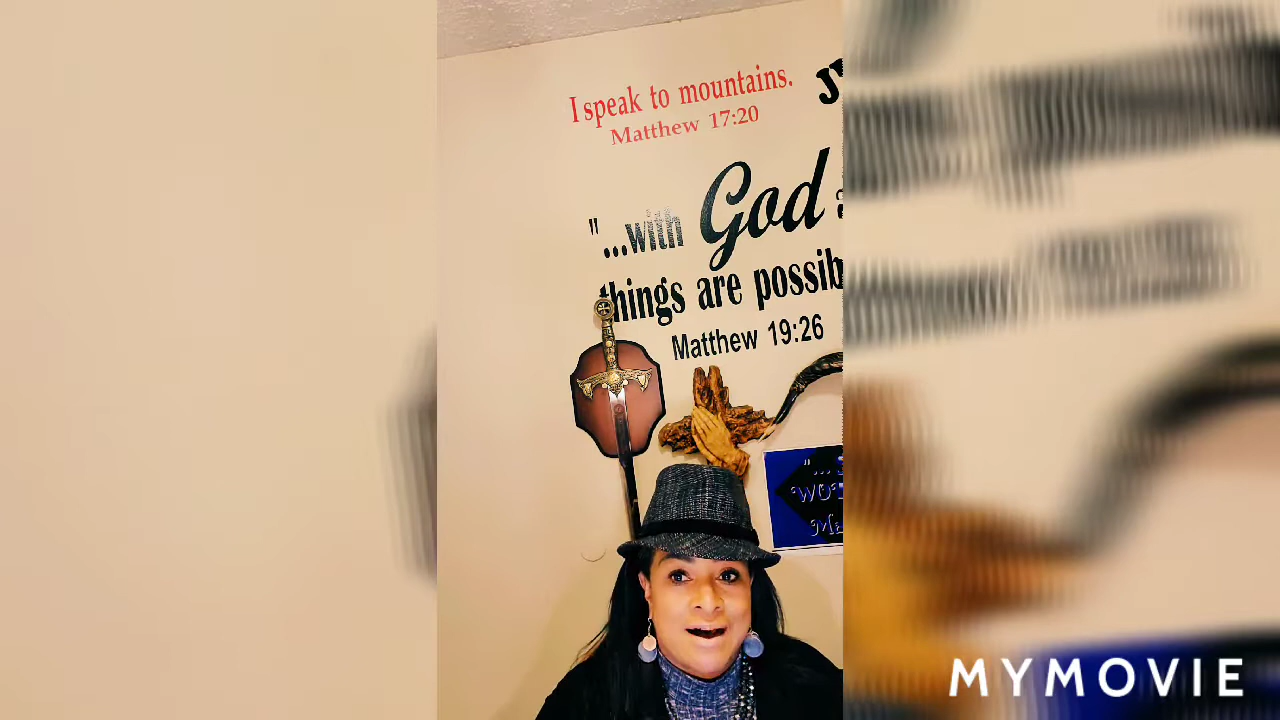 I speak to mountains.
Matthew 17:20
"...with God
things are possib
Matthew 19:26
"...
MYMOVIE